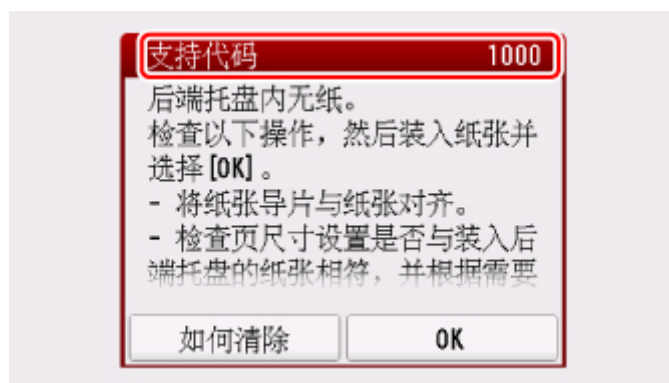 支持代码 1000
后端托盘内无纸。
检查以下操作，然后装入纸张并
选择[OK]。
- 将纸张导片与纸张对齐。
- 检查页尺寸设置是否与装入后
端托盘的纸张相符，并根据需要
如何清除 OK